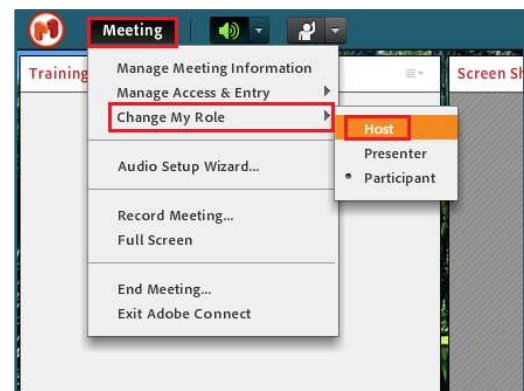 Meeting
Training
Screen Sh
Manage Meeting Information
Manage Access & Entry
Change My Role
Host
Presenter
Participant
Audio Setup Wizard...
Record Meeting...
Full Screen
End Meeting...
Exit Adobe Connect